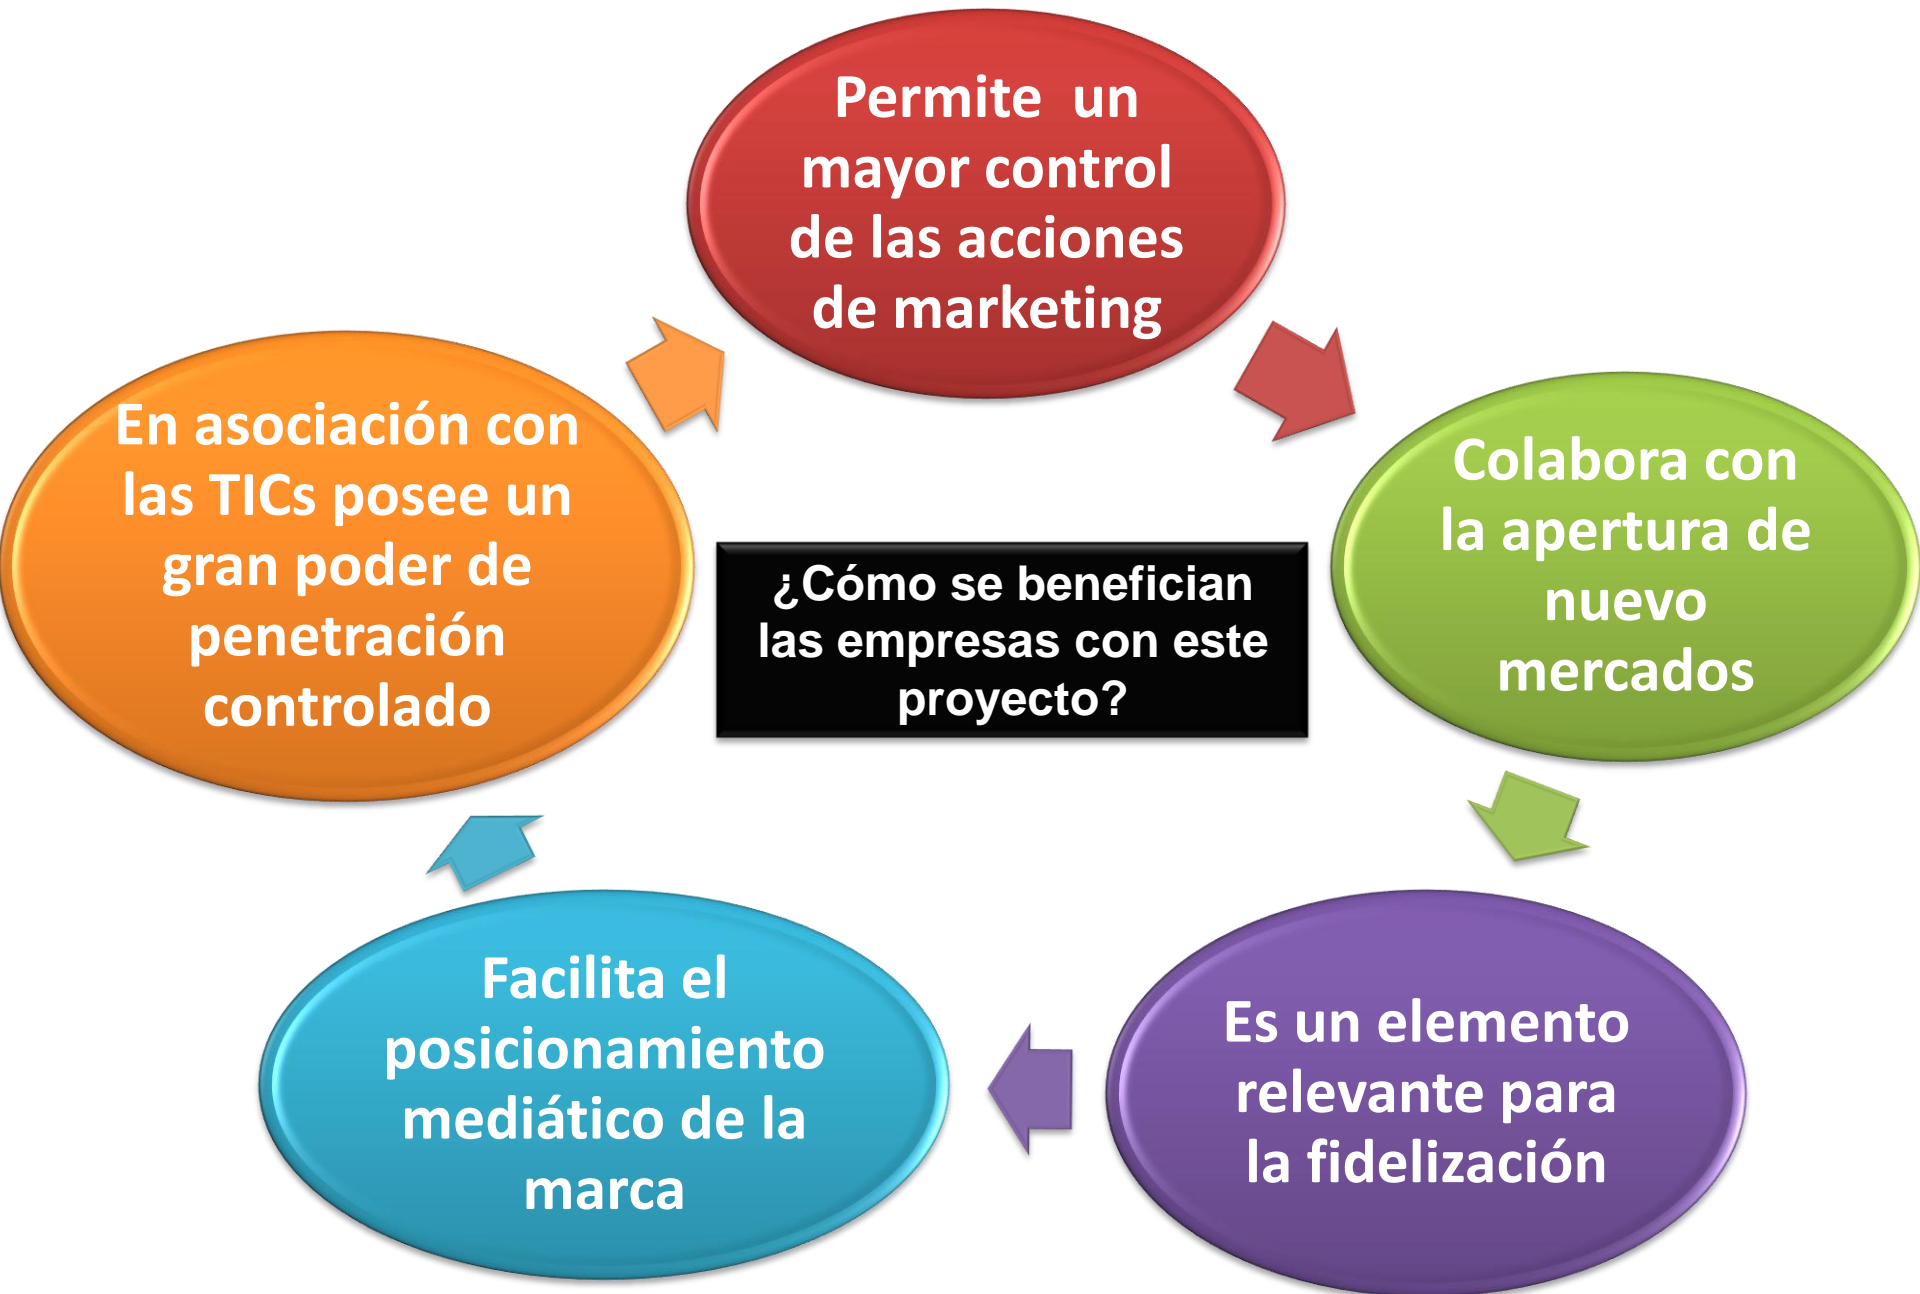 Permite  un
mayor control
de las acciones
de marketing
En asociación con
las TICs posee un
gran poder de
penetración
controlado
¿Cómo se benefician
las empresas con este
proyecto?
Colabora con
la apertura de
nuevo
mercados
Facilita el
posicionamiento
mediático de la
marca
Es un elemento
relevante para
la fidelización